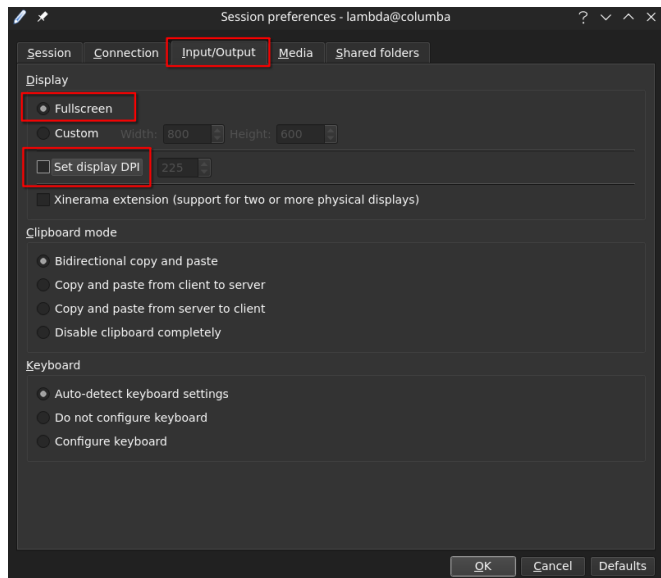 Session preferences - lambda@columba
Session Connection Input/Output Media Shared folders
Display
Fullscreen
Custom Width: 800 Height: 600
Set display DPI 225
Xinerama extension (support for two or more physical displays)
Clipboard mode
Bidirectional copy and paste
Copy and paste from client to server
Copy and paste from server to client
Disable clipboard completely
Keyboard
Auto-detect keyboard settings
Do not configure keyboard
Configure keyboard
OK Cancel Defaults